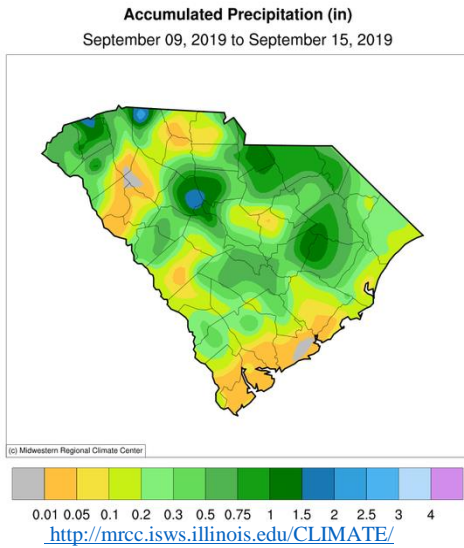 Accumulated Precipitation (in)
September 09, 2019 to September 15, 2019
(c) Midwestern Regional Climate Center
0.01 0.05 0.1 0.2 0.3 0.5 0.75 1 1.5 2 2.5 3 4
http://mrcc.isws.illinois.edu/CLIMATE/